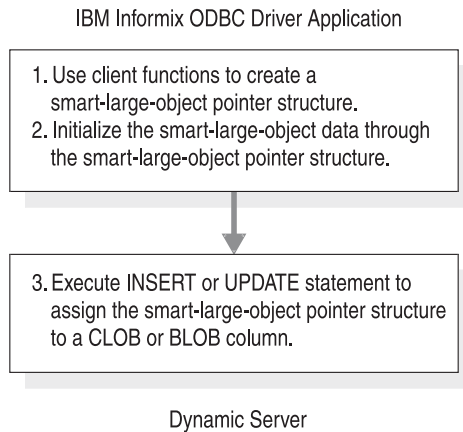 IBM Informix ODBC Driver Application
1. Use client functions to create a
smart-large-object pointer structure.
2. Initialize the smart-large-object data through
the smart-large-object pointer structure.
3. Execute INSERT or UPDATE statement to
assign the smart-large-object pointer structure
to a CLOB or BLOB column.
Dynamic Server